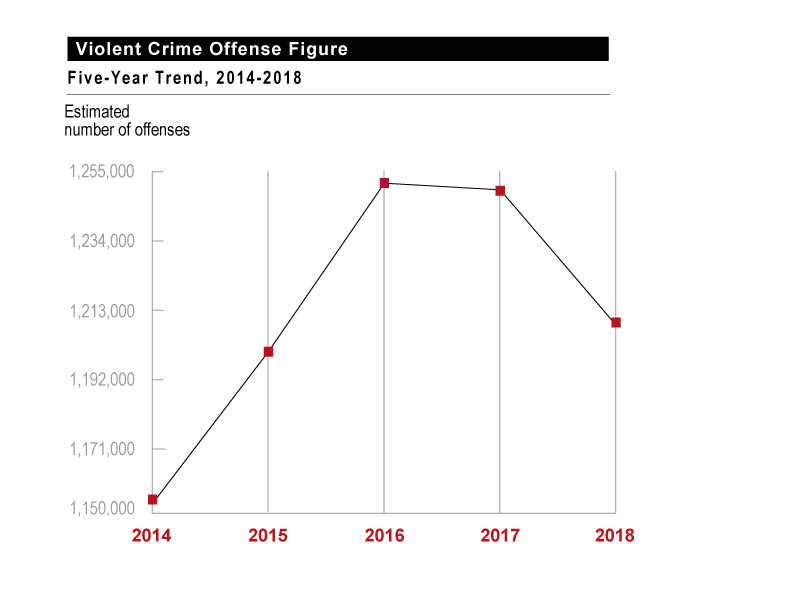 Violent Crime Offense Figure
Five-Year Trend, 2014-2018
Estimated
number of offenses
1,255,000
1,234,000
1,213,000
1,192,000
1,171,000
1,150,000
2014 2015 2016 2017 2018